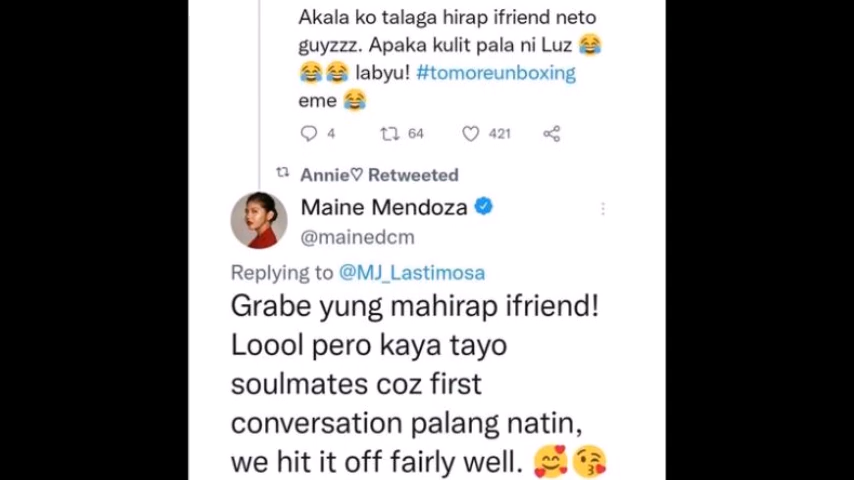 Akala ko talaga hirap ifriend neto
guyzzz. Apaka kulit pala ni Luz 😂
😂😂 labyu! #tomoreunboxing
eme 😂
4 64 421
Annie♡ Retweeted
Maine Mendoza
@mainedcm
Replying to @MJ_Lastimosa
Grabe yung mahirap ifriend!
Loool pero kaya tayo
soulmates coz first
conversation palang natin,
we hit it off fairly well. 🥰😘